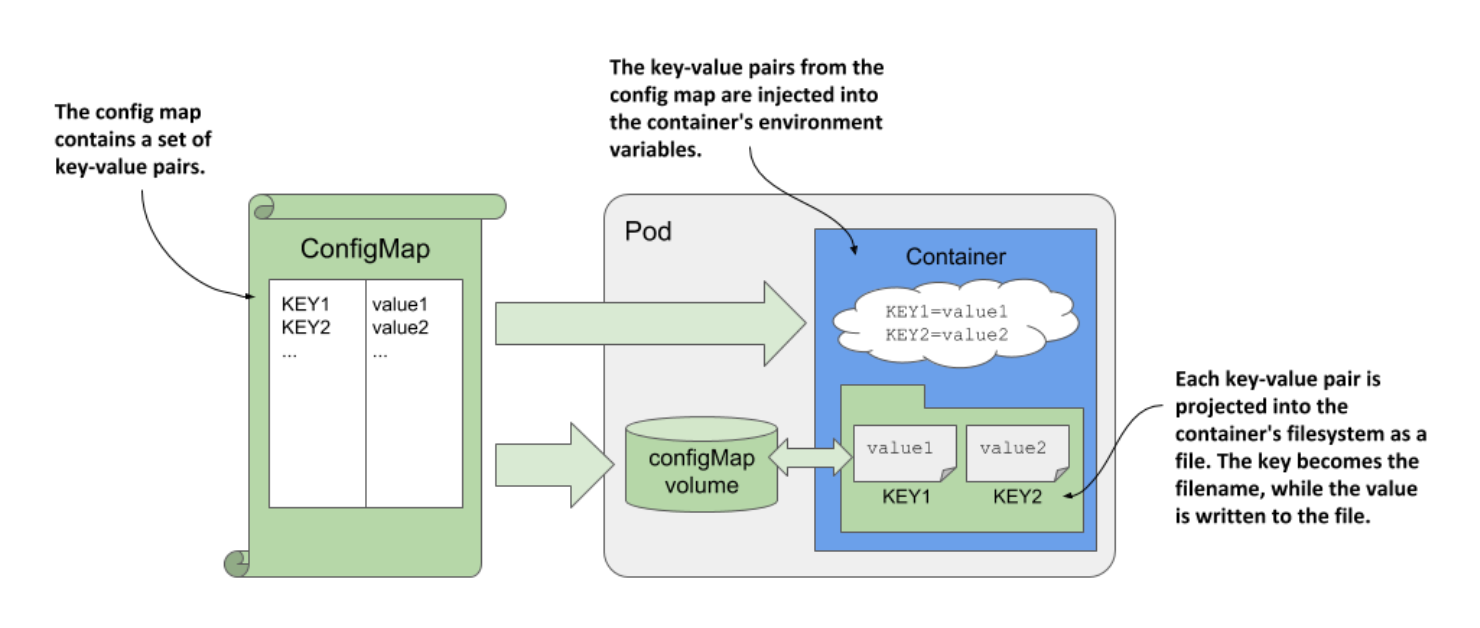 The key-value pairs from the
config map are injected into
the container's environment
variables.
The config map
contains a set of
key-value pairs.
ConfigMap
KEY1 value1
KEY2 value2
... ...
Pod
Container
KEY1=value1
KEY2=value2
configMap
volume
value1 value2
KEY1 KEY2
Each key-value pair is
projected into the
container's filesystem as a
file. The key becomes the
filename, while the value
is written to the file.